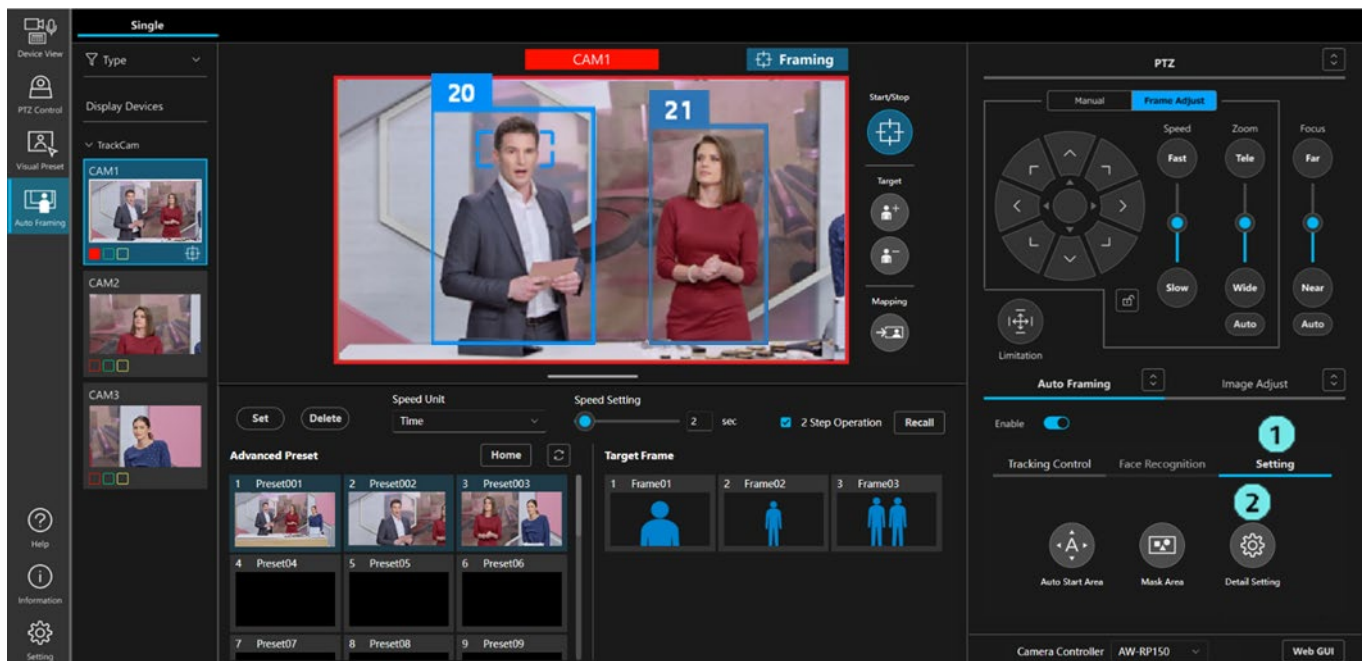 Single
Device View
PTZ Control
Visual Preset
Auto Framing
Help
Information
Setting
Type
Display Devices
TrackCam
CAM1
CAM2
CAM3
CAM1
Framing
20
21
Start/Stop
Target
Mapping
Set
Delete
Speed Unit
Time
Speed Setting
2 sec
2 Step Operation
Recall
Advanced Preset
Home
1 Preset001
2 Preset002
3 Preset003
4 Preset04
5 Preset05
6 Preset06
7 Preset07
8 Preset08
9 Preset09
Target Frame
1 Frame01
2 Frame02
3 Frame03
PTZ
Manual
Frame Adjust
Speed
Zoom
Focus
Fast
Tele
Far
Slow
Wide
Near
Auto
Auto
Limitation
Auto Framing
Image Adjust
Enable
1
Tracking Control
Face Recognition
Setting
2
A
Auto Start Area
Mask Area
Detail Setting
Camera Controller
AW-RP150
Web GUI